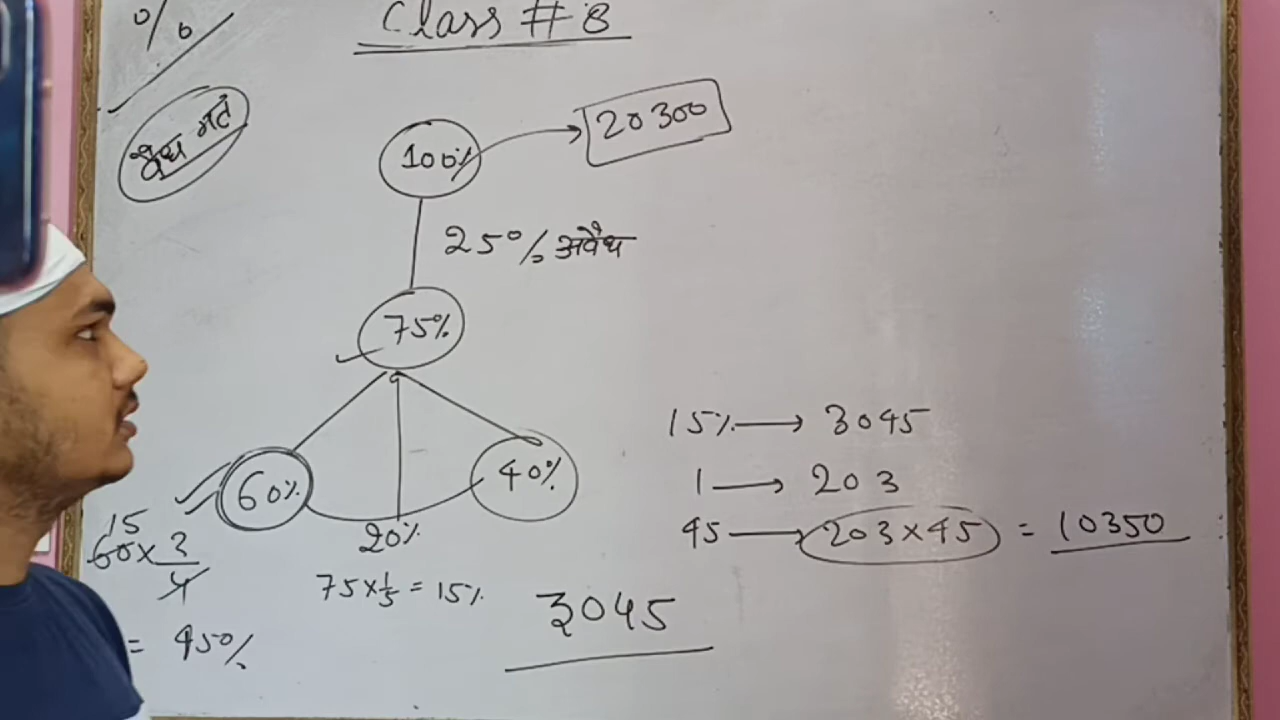 %
Class # 8
वैध मते
100% → 20300
25% अवैध
75%
60%
40%
20%
15% → 3045
1 → 203
45 → 203 × 45 = 10350
15
60 × 3/4
= 45%
75 × 1/5 = 15%
3045